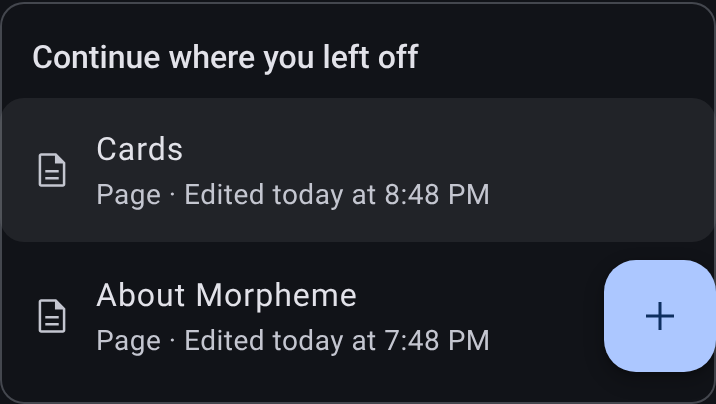 Continue where you left off
Cards
Page · Edited today at 8:48 PM
About Morpheme
Page · Edited today at 7:48 PM